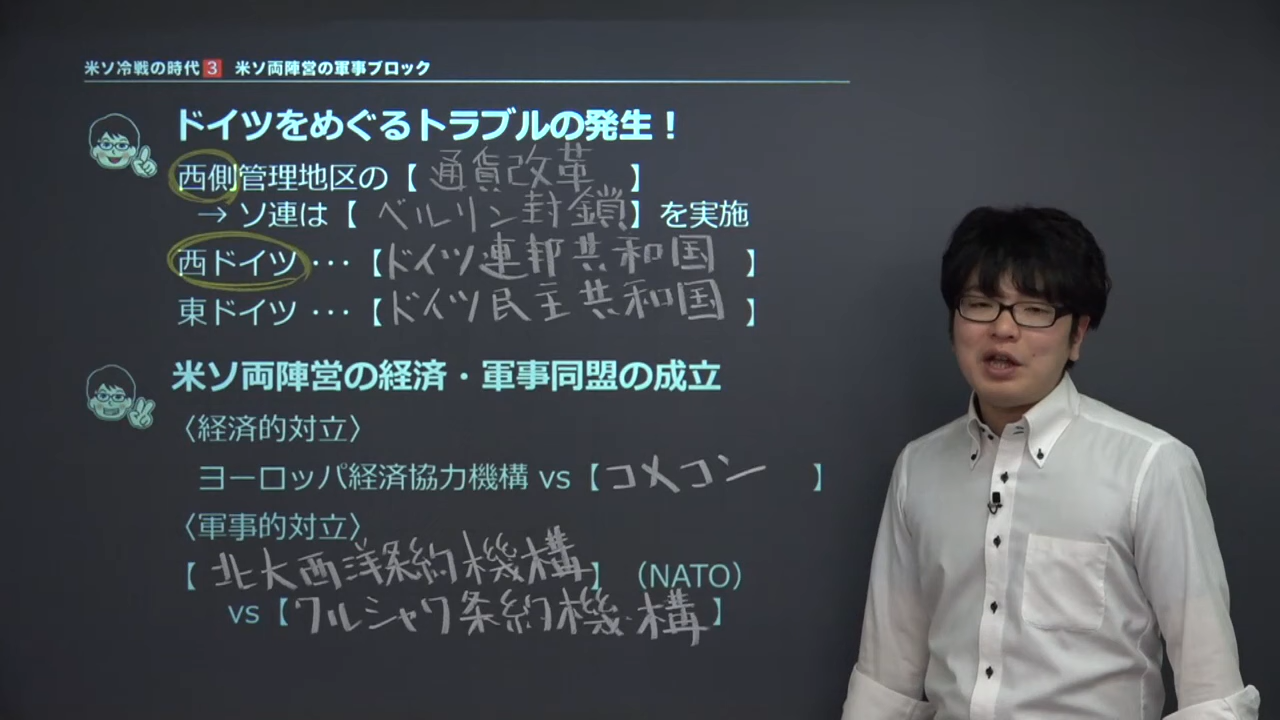 米ソ冷戦の時代 3 米ソ両陣営の軍事ブロック
ドイツをめぐるトラブルの発生！
西側管理地区の【 通貨改革 】
→ ソ連は【 ベルリン封鎖 】を実施
西ドイツ ･･･【 ドイツ連邦共和国 】
東ドイツ ･･･【 ドイツ民主共和国 】
米ソ両陣営の経済・軍事同盟の成立
〈経済的対立〉
ヨーロッパ経済協力機構 vs【 コメコン 】
〈軍事的対立〉
【 北大西洋条約機構 】（NATO）
vs【 ワルシャワ条約機構 】